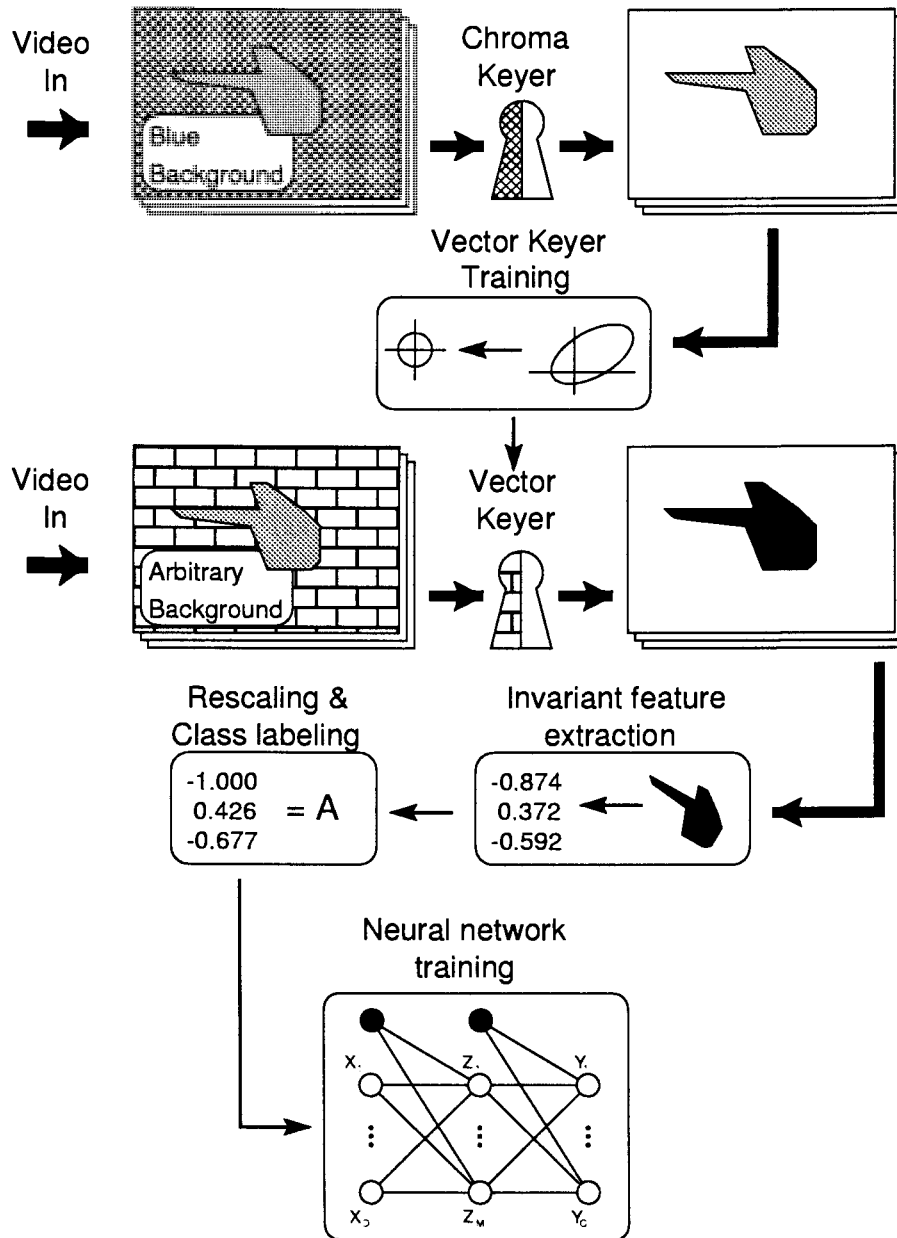 Video
In
Blue
Background
Chroma
Keyer
Vector Keyer
Training
Video
In
Arbitrary
Background
Vector
Keyer
Rescaling &
Class labeling
-1.000
0.426
-0.677
= A
Invariant feature
extraction
-0.874
0.372
-0.592
Neural network
training
X
Z
Y
X
Z_M
Y